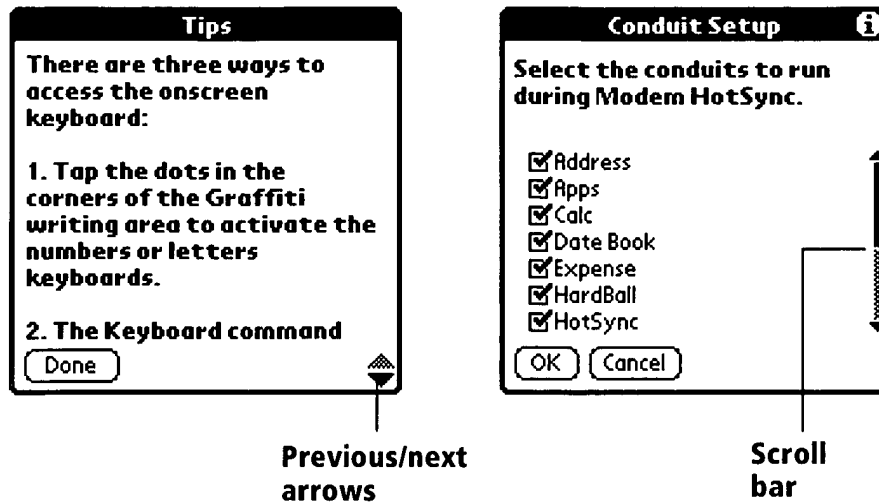 Tips
There are three ways to
access the onscreen
keyboard:
1. Tap the dots in the
corners of the Graffiti
writing area to activate the
numbers or letters
keyboards.
2. The Keyboard command
Done
Previous/next
arrows
Conduit Setup i
Select the conduits to run
during Modem HotSync.
Address
Apps
Calc
Date Book
Expense
HardBall
HotSync
OK Cancel
Scroll
bar